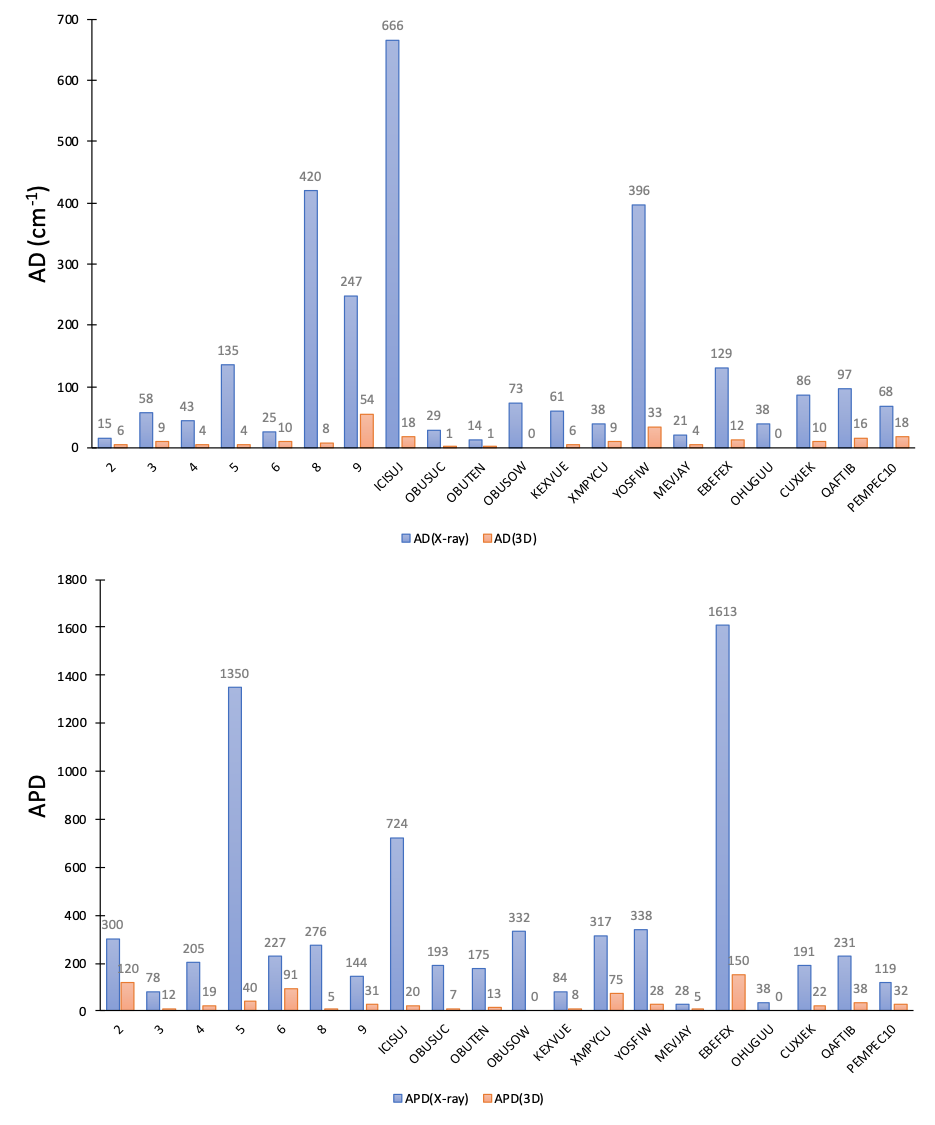 700
600
500
400
300
200
100
0
AD (cm-1)
15 6 58 9 43 4 135 4 25 10 420 8 247 54 666 18 29 1 14 1 73 0 61 6 38 9 396 33 21 4 129 12 38 0 86 10 97 16 68 18
2 3 4 5 6 8 9 ICISUJ OBUSUC OBUTEN OBUSOW KEXVUE XMPYCU YOSFIW MEVJAY EBEFEX OHUGUU CUXJEK QAFTIB PEMPEC10
AD(X-ray) AD(3D)
1800
1600
1400
1200
1000
800
600
400
200
0
APD
300 120 78 12 205 19 1350 40 227 91 276 5 144 31 724 20 193 7 175 13 332 0 84 8 317 75 338 28 28 5 1613 150 38 0 191 22 231 38 119 32
2 3 4 5 6 8 9 ICISUJ OBUSUC OBUTEN OBUSOW KEXVUE XMPYCU YOSFIW MEVJAY EBEFEX OHUGUU CUXJEK QAFTIB PEMPEC10
APD(X-ray) APD(3D)